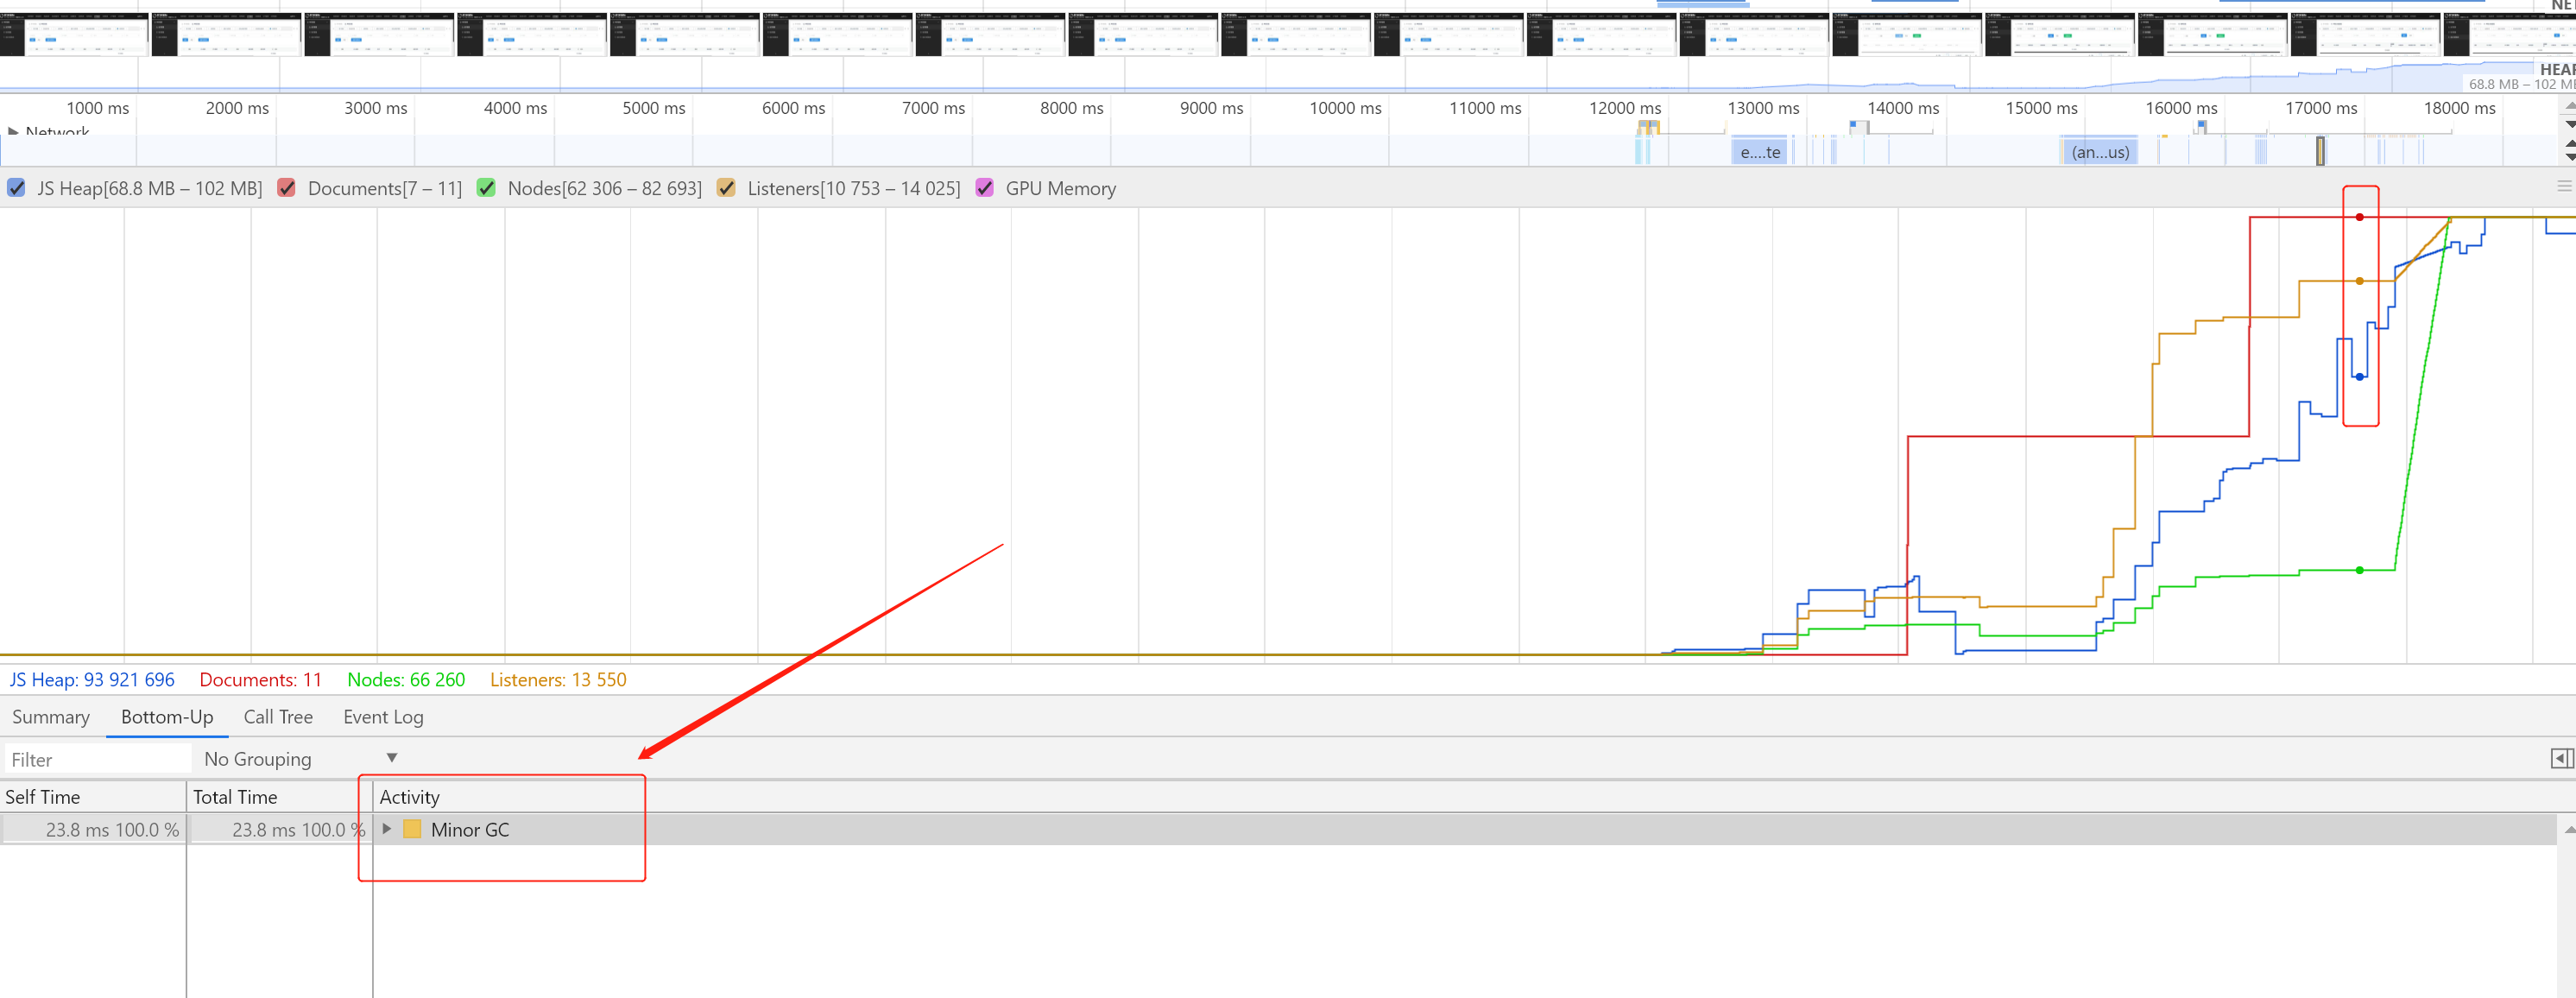 NE
HEAP
68.8 MB – 102 MB
1000 ms 2000 ms 3000 ms 4000 ms 5000 ms 6000 ms 7000 ms 8000 ms 9000 ms 10000 ms 11000 ms 12000 ms 13000 ms 14000 ms 15000 ms 16000 ms 17000 ms 18000 ms
Network
e....te (an...us)
JS Heap[68.8 MB – 102 MB] Documents[7 – 11] Nodes[62 306 – 82 693] Listeners[10 753 – 14 025] GPU Memory
JS Heap: 93 921 696 Documents: 11 Nodes: 66 260 Listeners: 13 550
Summary Bottom-Up Call Tree Event Log
Filter No Grouping
Self Time Total Time Activity
23.8 ms 100.0 % 23.8 ms 100.0 % Minor GC